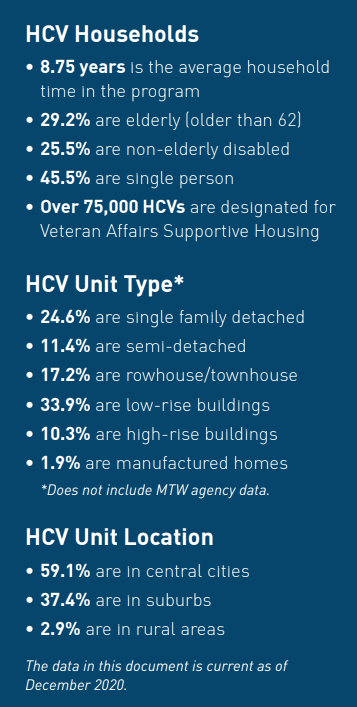 HCV Households
• 8.75 years is the average household
time in the program
• 29.2% are elderly (older than 62)
• 25.5% are non-elderly disabled
• 45.5% are single person
• Over 75,000 HCVs are designated for
Veteran Affairs Supportive Housing
HCV Unit Type*
• 24.6% are single family detached
• 11.4% are semi-detached
• 17.2% are rowhouse/townhouse
• 33.9% are low-rise buildings
• 10.3% are high-rise buildings
• 1.9% are manufactured homes
*Does not include MTW agency data.
HCV Unit Location
• 59.1% are in central cities
• 37.4% are in suburbs
• 2.9% are in rural areas
The data in this document is current as of
December 2020.